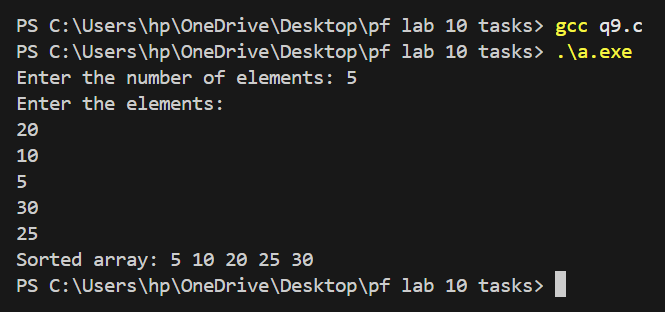 PS C:\Users\hp\OneDrive\Desktop\pf lab 10 tasks> gcc q9.c
PS C:\Users\hp\OneDrive\Desktop\pf lab 10 tasks> .\a.exe
Enter the number of elements: 5
Enter the elements:
20
10
5
30
25
Sorted array: 5 10 20 25 30
PS C:\Users\hp\OneDrive\Desktop\pf lab 10 tasks>